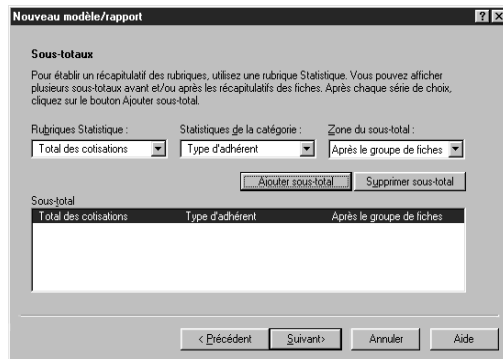 Nouveau modèle/rapport
Sous-totaux
Pour établir un récapitulatif des rubriques, utilisez une rubrique Statistique. Vous pouvez afficher
plusieurs sous-totaux avant et/ou après les récapitulatifs des fiches. Après chaque série de choix,
cliquez sur le bouton Ajouter sous-total.
Rubriques Statistique : Statistiques de la catégorie : Zone du sous-total :
Total des cotisations Type d'adhérent Après le groupe de fiches
Ajouter sous-total Supprimer sous-total
Sous-total
Total des cotisations Type d'adhérent Après le groupe de fiches
< Précédent Suivant> Annuler Aide